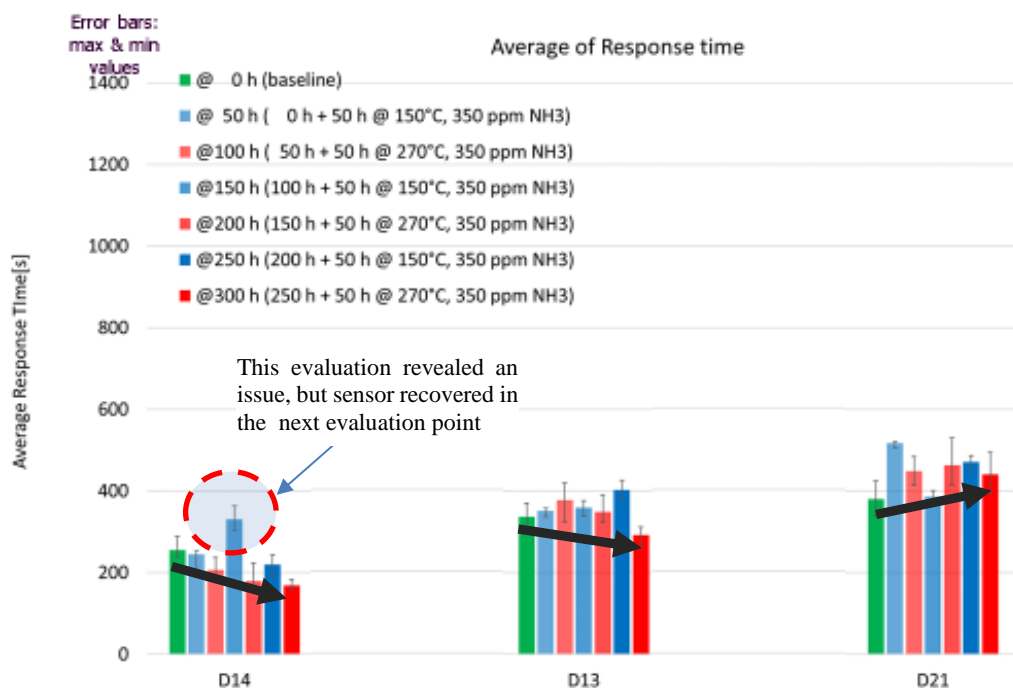 Error bars:
max & min
values
Average of Response time
@ 0 h (baseline)
@ 50 h ( 0 h + 50 h @ 150°C, 350 ppm NH3)
@100 h ( 50 h + 50 h @ 270°C, 350 ppm NH3)
@150 h (100 h + 50 h @ 150°C, 350 ppm NH3)
@200 h (150 h + 50 h @ 270°C, 350 ppm NH3)
@250 h (200 h + 50 h @ 150°C, 350 ppm NH3)
@300 h (250 h + 50 h @ 270°C, 350 ppm NH3)
This evaluation revealed an
issue, but sensor recovered in
the next evaluation point
Average Response Time[s]
1400
1200
1000
800
600
400
200
0
D14
D13
D21